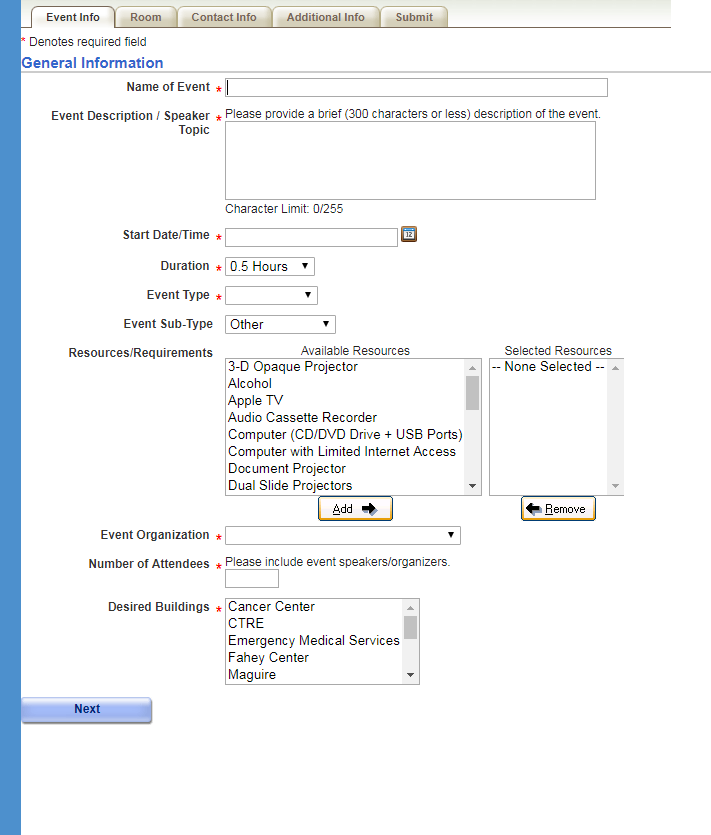 Event Info Room Contact Info Additional Info Submit
* Denotes required field
General Information
Name of Event *
Event Description / Speaker Topic * Please provide a brief (300 characters or less) description of the event.
Character Limit: 0/255
Start Date/Time * 12
Duration * 0.5 Hours
Event Type *
Event Sub-Type Other
Resources/Requirements
Available Resources
3-D Opaque Projector
Alcohol
Apple TV
Audio Cassette Recorder
Computer (CD/DVD Drive + USB Ports)
Computer with Limited Internet Access
Document Projector
Dual Slide Projectors
Add
Selected Resources
-- None Selected --
Remove
Event Organization *
Number of Attendees * Please include event speakers/organizers.
Desired Buildings *
Cancer Center
CTRE
Emergency Medical Services
Fahey Center
Maguire
Next